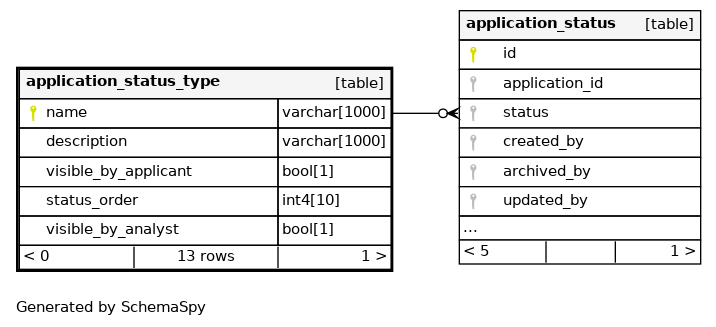 application_status_type [table]
name varchar[1000]
description varchar[1000]
visible_by_applicant bool[1]
status_order int4[10]
visible_by_analyst bool[1]
< 0 13 rows 1 >
application_status [table]
id
application_id
status
created_by
archived_by
updated_by
...
< 5 1 >
Generated by SchemaSpy